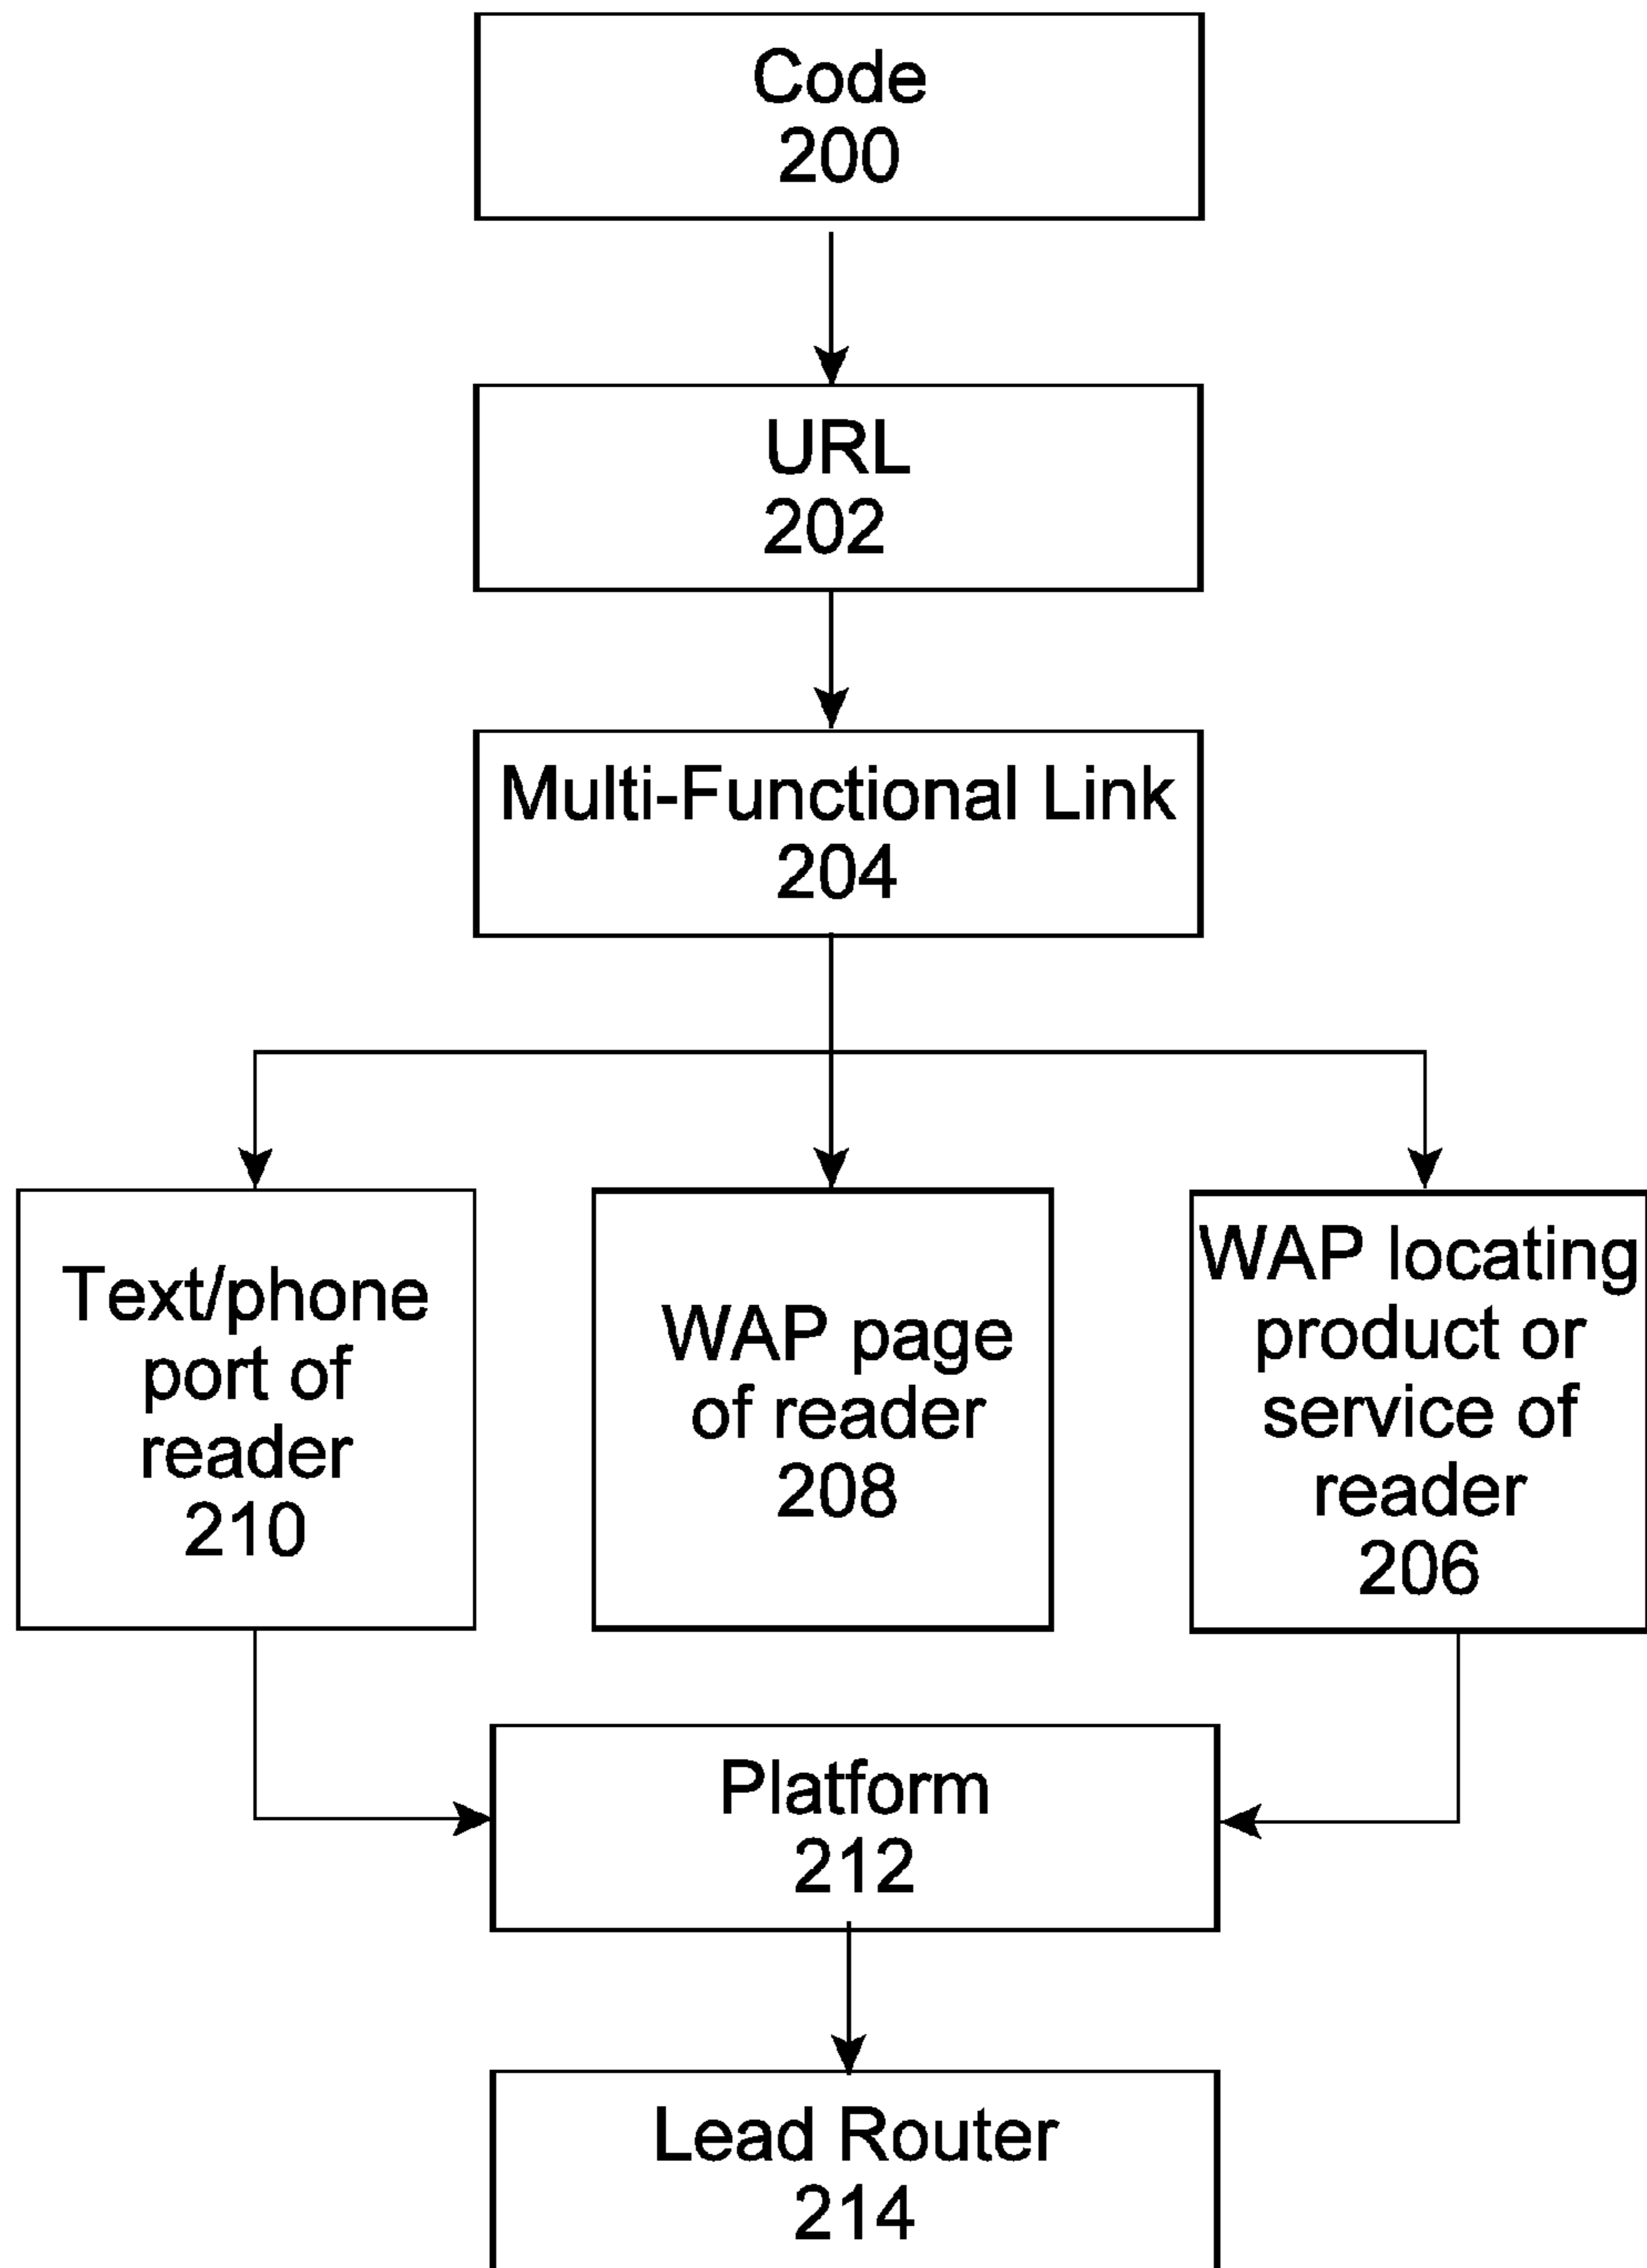 Code
200
URL
202
Multi-Functional Link
204
Text/phone
port of
reader
210
WAP page
of reader
208
WAP locating
product or
service of
reader
206
Platform
212
Lead Router
214